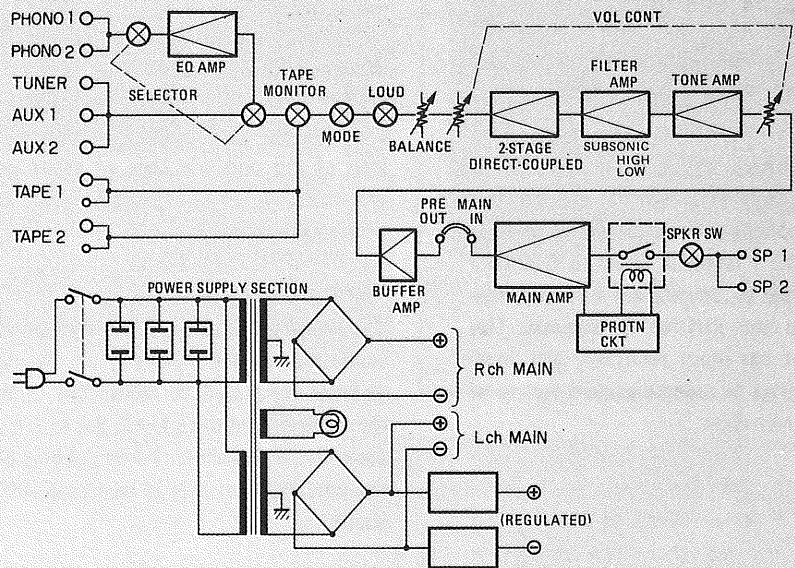 PHONO 1
PHONO 2
EQ AMP
TUNER
AUX 1
AUX 2
SELECTOR
TAPE
MONITOR
MODE
LOUD
BALANCE
VOL CONT
2-STAGE
DIRECT-COUPLED
FILTER
AMP
SUBSONIC
HIGH
LOW
TONE AMP
TAPE 1
TAPE 2
PRE MAIN
OUT IN
BUFFER
AMP
MAIN AMP
SPKR SW
SP 1
SP 2
PROTN
CKT
POWER SUPPLY SECTION
+
Rch MAIN
−
+
Lch MAIN
−
+
(REGULATED)
−